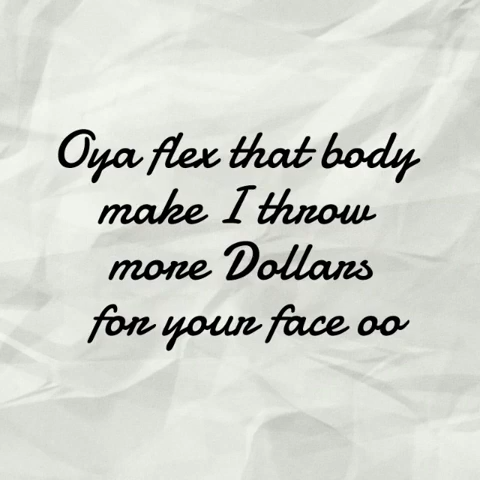 Oya flex that body
make I throw
more Dollars
for your face oo